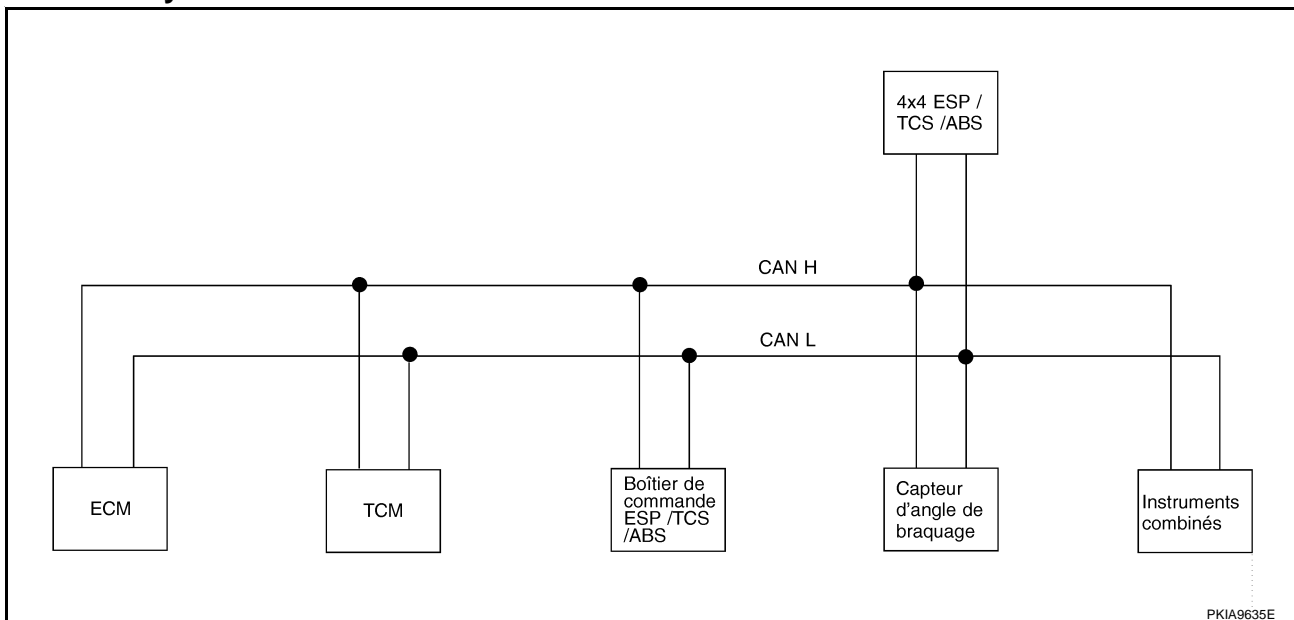 4x4 ESP /
TCS /ABS
CAN H
CAN L
ECM
TCM
Boîtier de
commande
ESP /TCS
/ABS
Capteur
d'angle de
braquage
Instruments
combinés
PKIA9635E